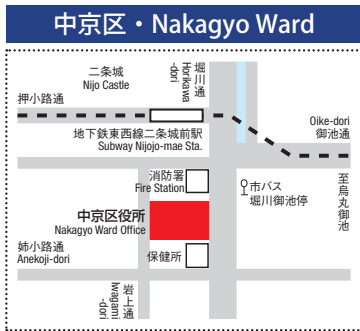 中京区・Nakagyo Ward
二条城
Nijo Castle
堀川通
Horikawa
-dori
押小路通
Oike-dori
御池通
地下鉄東西線二条城前駅
Subway Nijojo-mae Sta.
消防署
Fire Station
市バス
堀川御池停
至烏丸御池
中京区役所
Nakagyo Ward Office
姉小路通
Anekoji-dori
保健所
岩上通
Iwagami
-dori